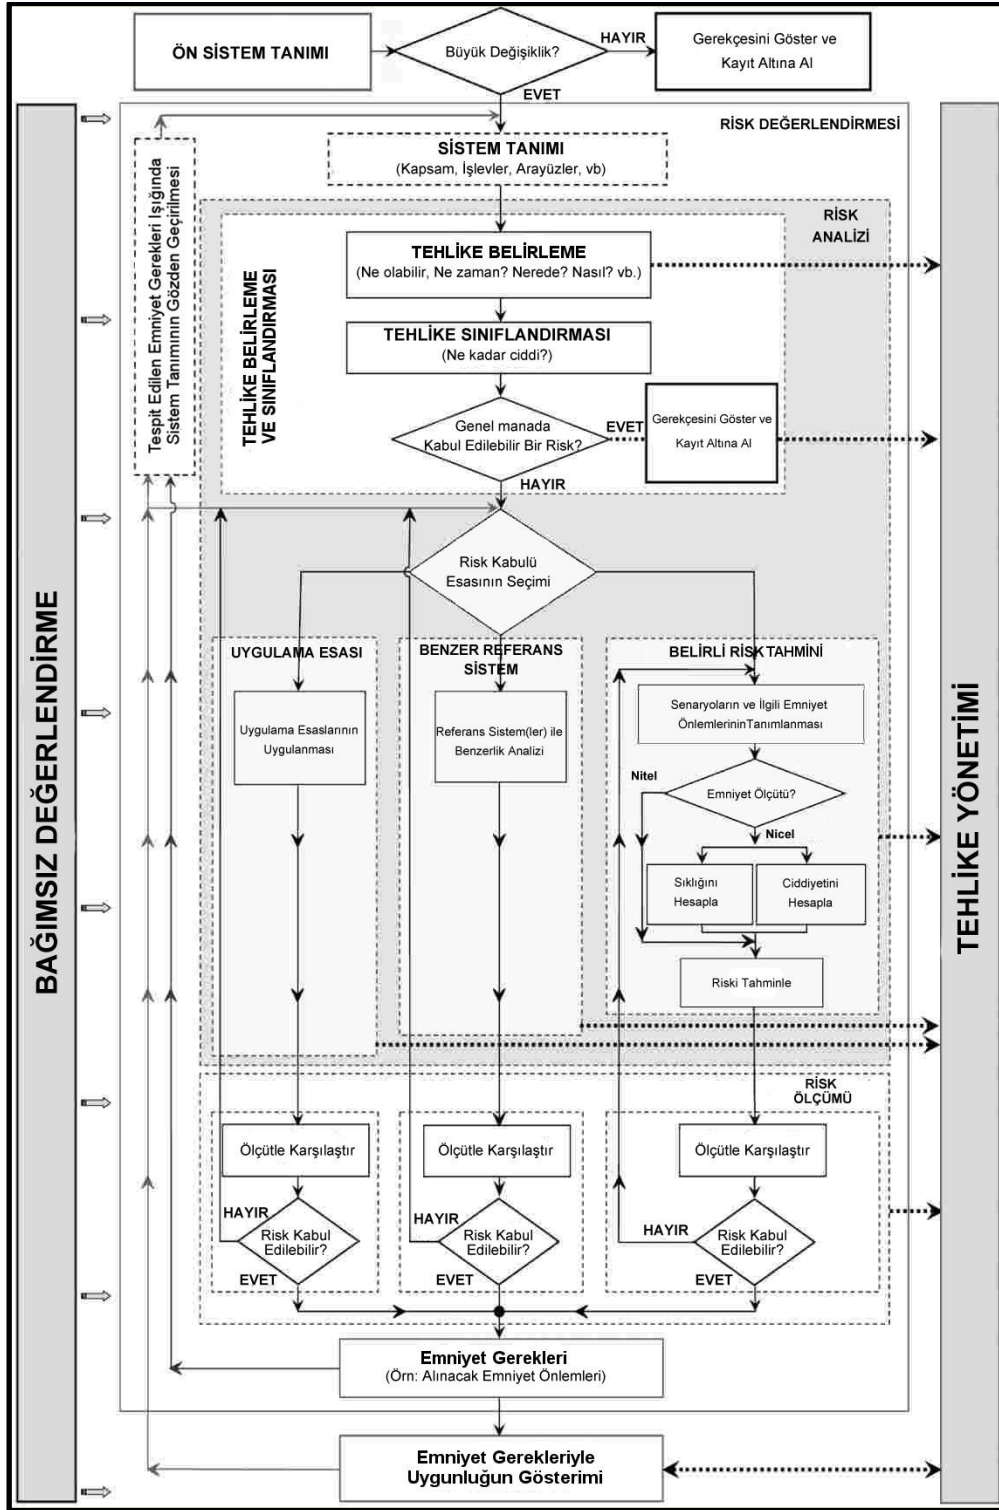 ÖN SİSTEM TANIMI
Büyük Değişiklik?
HAYIR
Gerekçesini Göster ve
Kayıt Altına Al
EVET
BAĞIMSIZ DEĞERLENDİRME
TEHLİKE YÖNETİMİ
RİSK DEĞERLENDİRMESİ
Tespit Edilen Emniyet Gerekleri Işığında
Sistem Tanımının Gözden Geçirilmesi
SİSTEM TANIMI
(Kapsam, İşlevler, Arayüzler, vb)
RİSK
ANALİZİ
TEHLİKE BELİRLEME
VE SINIFLANDIRMASI
TEHLİKE BELİRLEME
(Ne olabilir, Ne zaman? Nerede? Nasıl? vb.)
TEHLİKE SINIFLANDIRMASI
(Ne kadar ciddi?)
Genel manada
Kabul Edilebilir Bir Risk?
EVET
Gerekçesini Göster ve
Kayıt Altına Al
HAYIR
Risk Kabulü
Esasının Seçimi
UYGULAMA ESASI
Uygulama Esaslarının
Uygulanması
BENZER REFERANS
SİSTEM
Referans Sistem(ler) ile
Benzerlik Analizi
BELİRLİ RİSKTAHMİNİ
Senaryoların ve İlgili Emniyet
ÖnlemlerininTanımlanması
Nitel
Emniyet Ölçütü?
Nicel
Sıklığını
Hesapla
Ciddiyetini
Hesapla
Riski Tahminle
RİSK
ÖLÇÜMÜ
Ölçütle Karşılaştır
HAYIR
Risk Kabul
Edilebilir?
EVET
Ölçütle Karşılaştır
HAYIR
Risk Kabul
Edilebilir?
EVET
Ölçütle Karşılaştır
HAYIR
Risk Kabul
Edilebilir?
EVET
Emniyet Gerekleri
(Örn: Alınacak Emniyet Önlemleri)
Emniyet Gerekleriyle
Uygunluğun Gösterimi